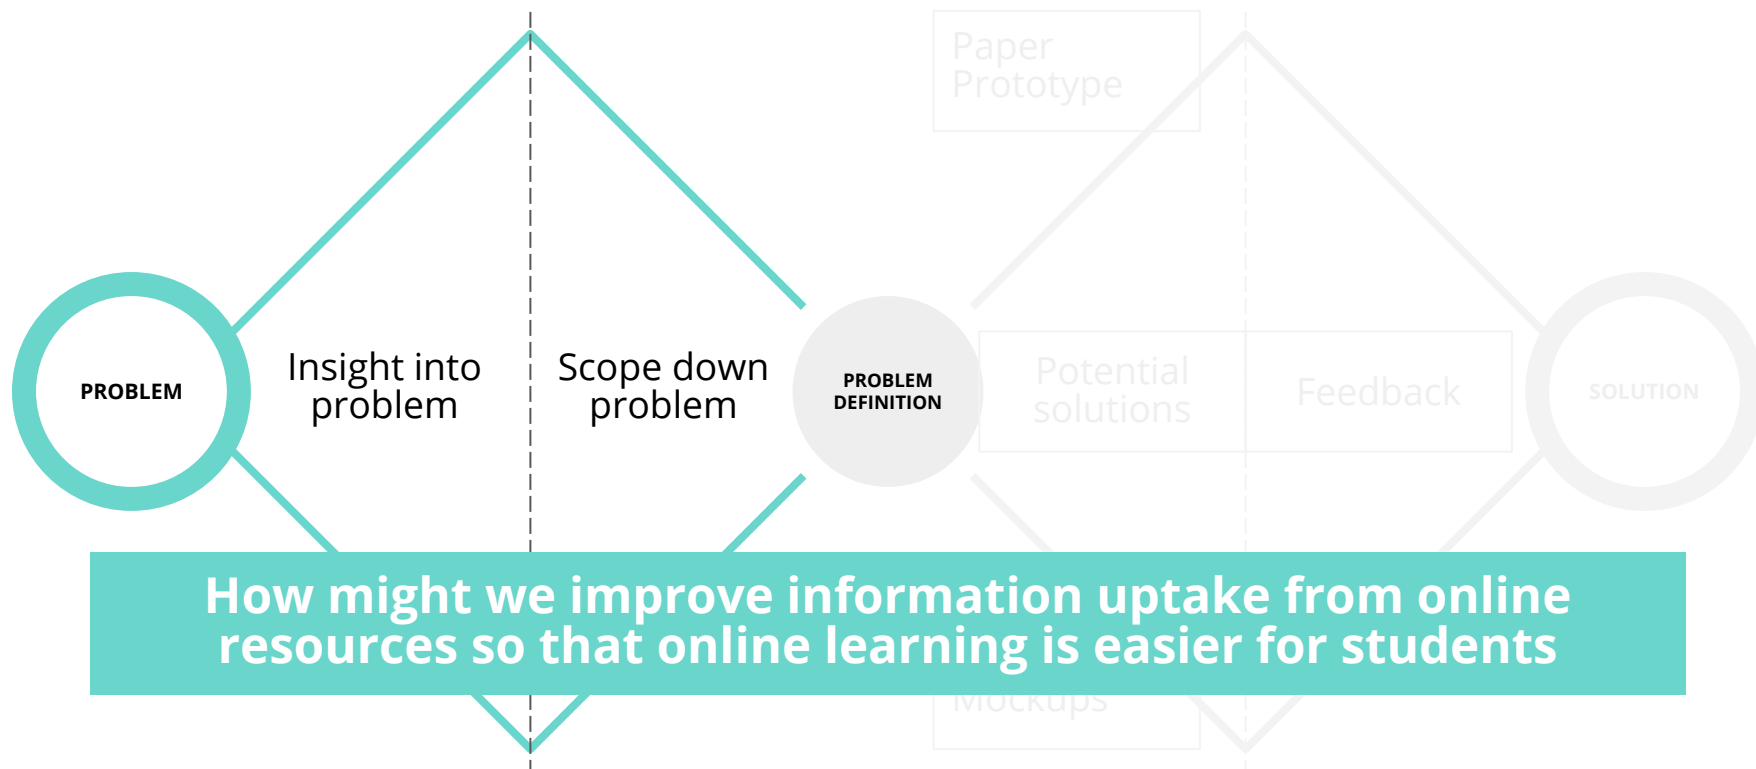 Paper
Prototype
PROBLEM
Insight into
problem
Scope down
problem
PROBLEM
DEFINITION
Potential
solutions
Feedback
SOLUTION
How might we improve information uptake from online
resources so that online learning is easier for students
Mockups